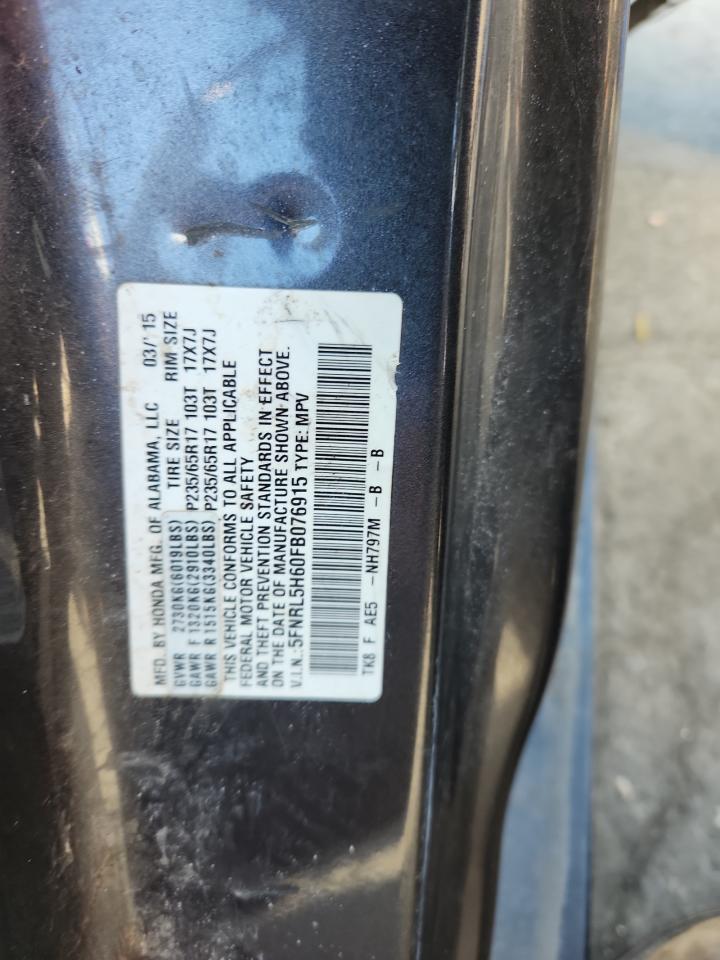 MFD. BY HONDA MFG. OF ALABAMA, LLC 03/ 15
GVWR 2730KG(6019LBS) TIRE SIZE RIM SIZE
GAWR F 1320KG(2910LBS) P235/65R17 103T 17X7J
GAWR R 1515KG(3340LBS) P235/65R17 103T 17X7J
THIS VEHICLE CONFORMS TO ALL APPLICABLE
FEDERAL MOTOR VEHICLE SAFETY
AND THEFT PREVENTION STANDARDS IN EFFECT
ON THE DATE OF MANUFACTURE SHOWN ABOVE.
V.I.N.: 5FNRL5H60FB076915 TYPE: MPV
TK8 F AE5 -NH797M -B -B